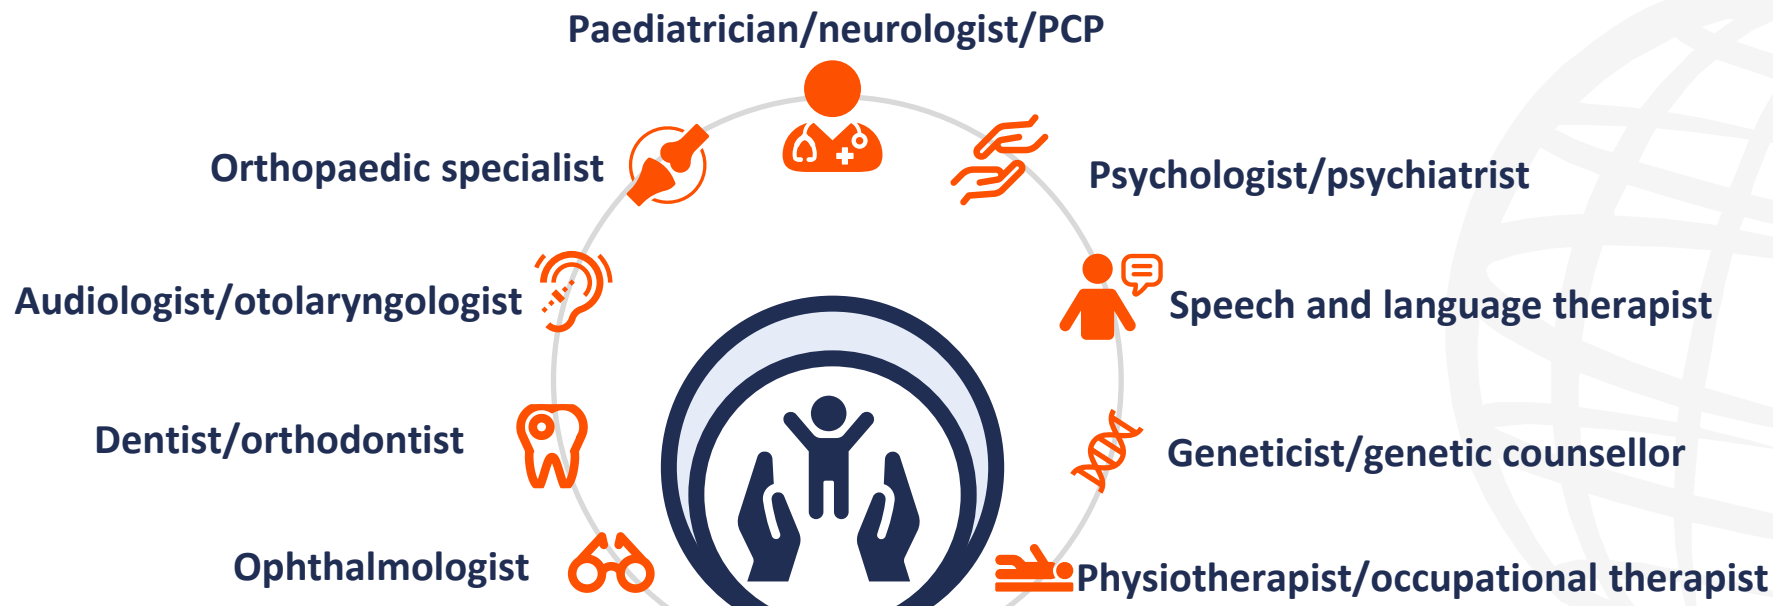 Paediatrician/neurologist/PCP
Orthopaedic specialist
Psychologist/psychiatrist
Audiologist/otolaryngologist
Speech and language therapist
Dentist/orthodontist
Geneticist/genetic counsellor
Ophthalmologist
Physiotherapist/occupational therapist